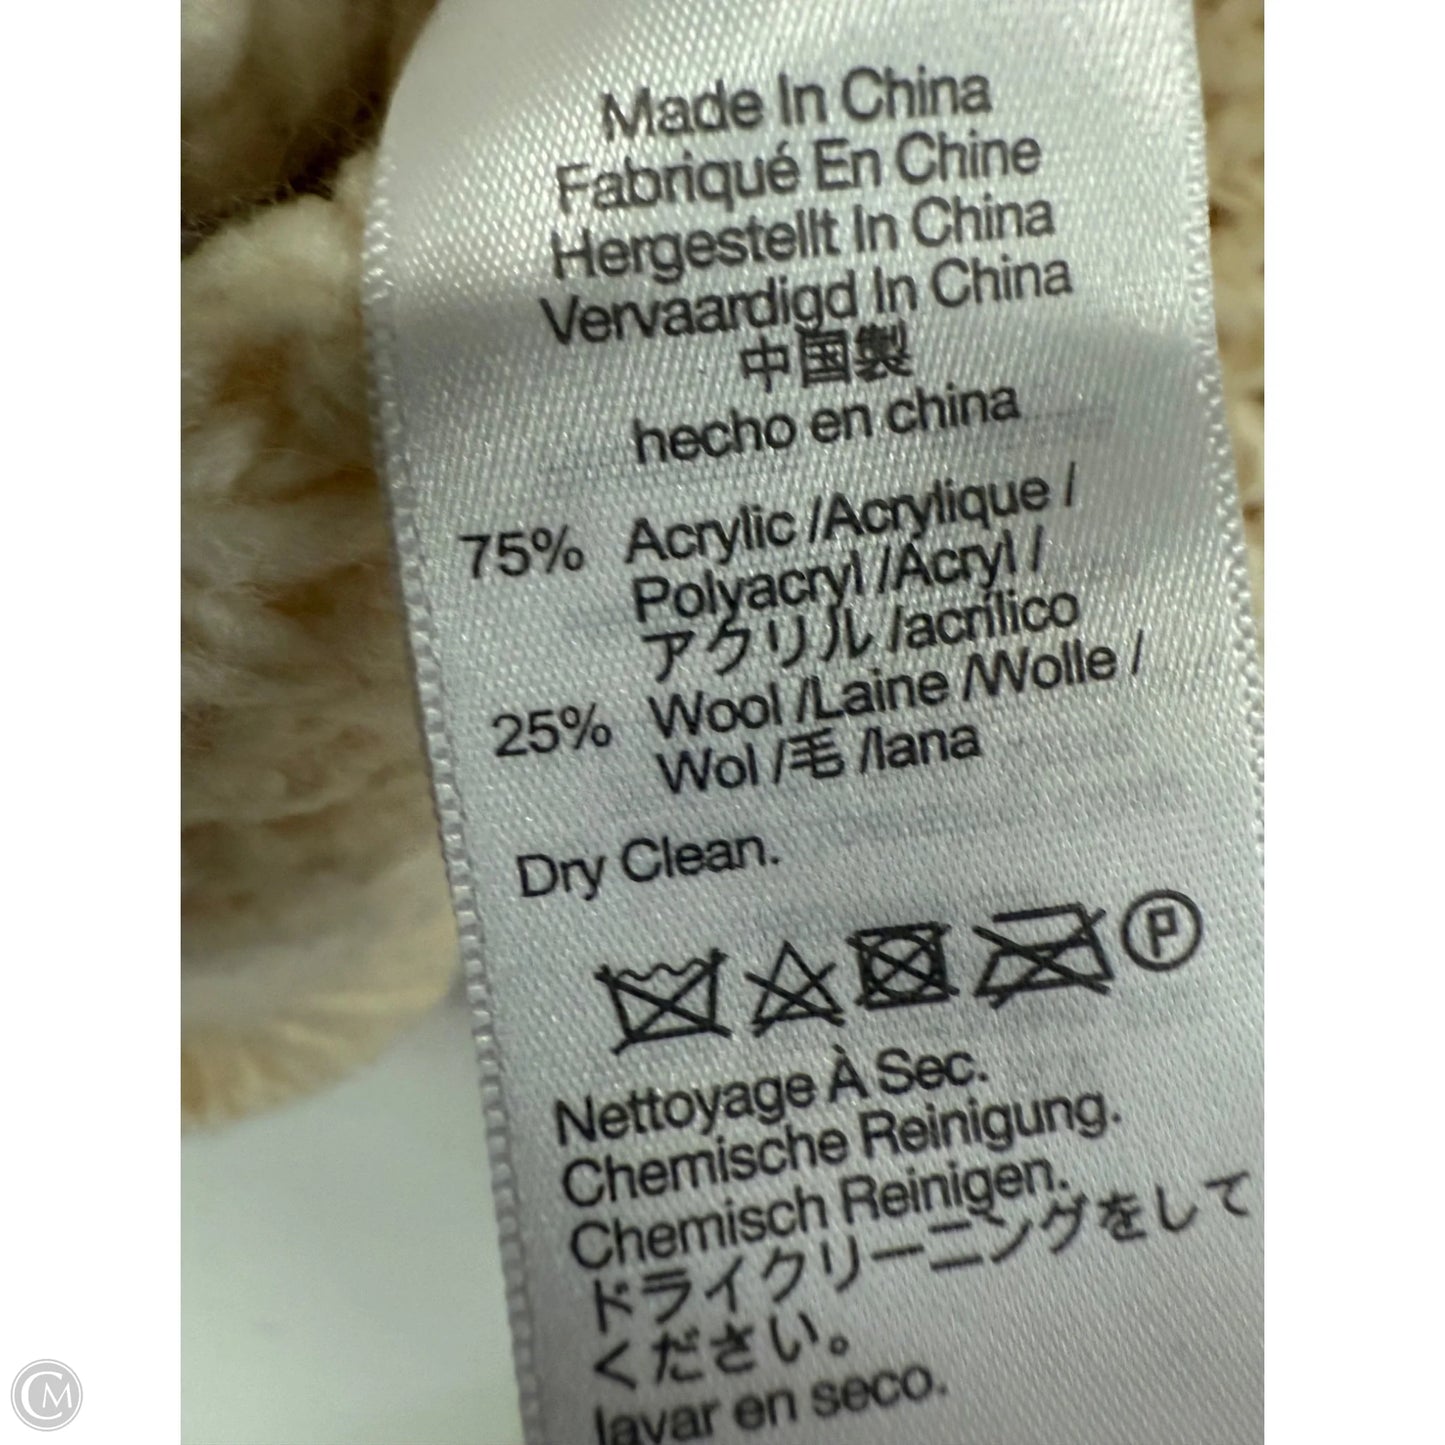 Made In China
Fabriqué En Chine
Hergestellt In China
Vervaardigd In China
中国製
hecho en china
75% Acrylic /Acrylique /
Polyacryl /Acryl /
アクリル /acrílico
25% Wool /Laine /Wolle /
Wol /毛 /lana
Dry Clean.
P
Nettoyage À Sec.
Chemische Reinigung.
Chemisch Reinigen.
ドライクリーニングをして
ください。
lavar en seco.
CM